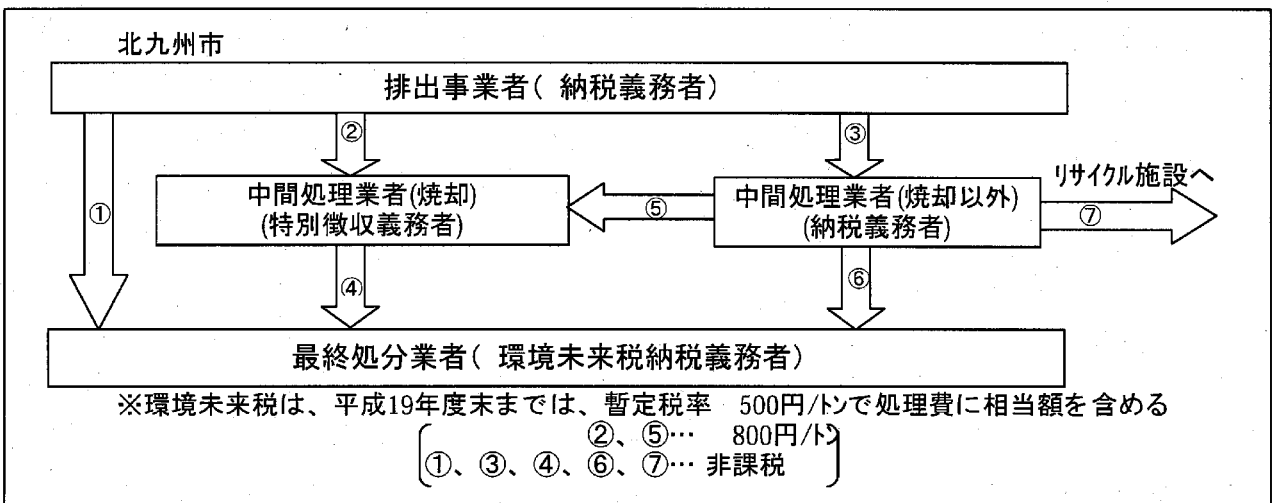 北九州市
排出事業者( 納税義務者)
①
②
③
中間処理業者(焼却)
(特別徴収義務者)
⑤
中間処理業者(焼却以外)
(納税義務者)
リサイクル施設へ
⑦
④
⑥
最終処分業者( 環境未来税納税義務者)
※環境未来税は、平成19年度末までは、暫定税率 500円/トンで処理費に相当額を含める
②、⑤… 800円/トン
①、③、④、⑥、⑦… 非課税